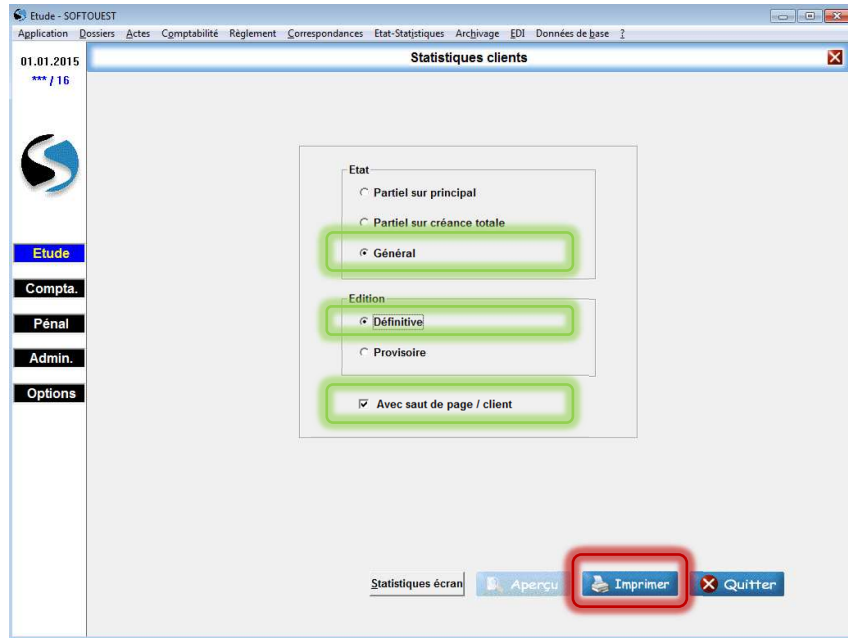 Etude - SOFTOUEST
Application Dossiers Actes Comptabilité Règlement Correspondances Etat-Statistiques Archivage EDI Données de base ?
01.01.2015
Statistiques clients
*** / 16
Etat
Partiel sur principal
Partiel sur créance totale
Etude
Général
Compta.
Edition
Pénal
Définitive
Admin.
Provisoire
Options
Avec saut de page / client
Statistiques écran Aperçu Imprimer Quitter